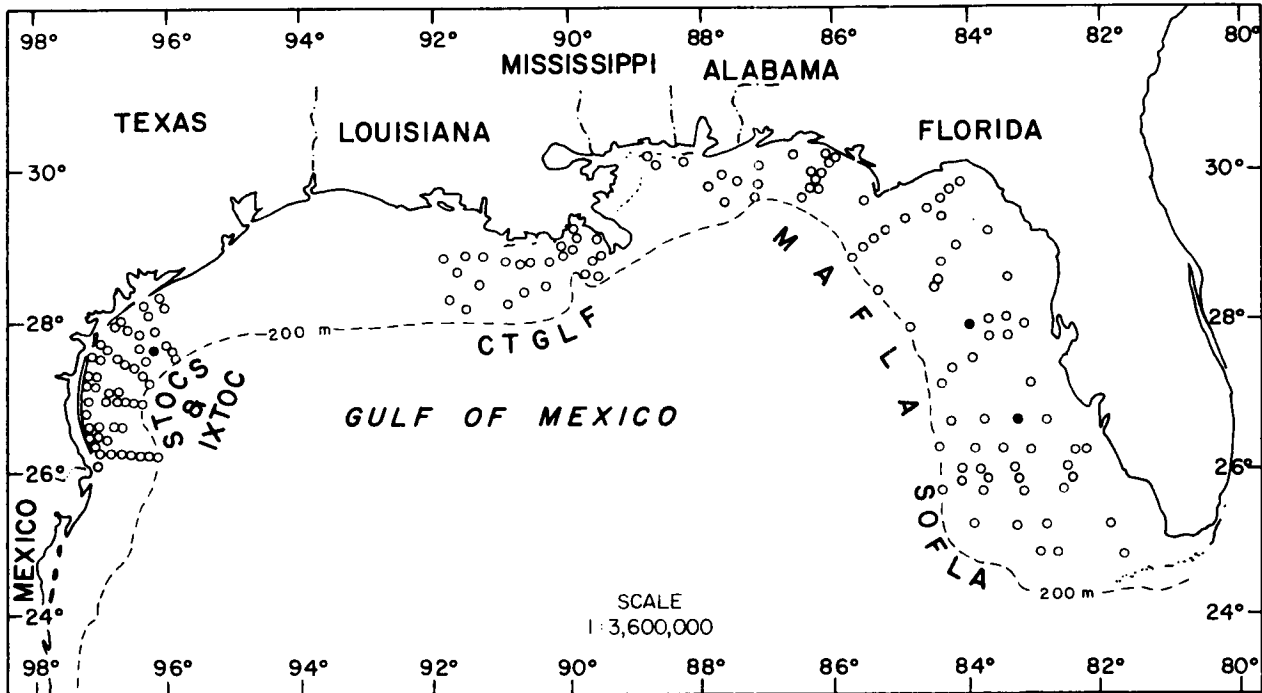 98° 96° 94° 92° 90° 88° 86° 84° 82° 80°
MISSISSIPPI ALABAMA
TEXAS LOUISIANA FLORIDA
30° 30°
28° 28°
200 m
CTGLF
MAFLA
STOCS
&
IXTOC
GULF OF MEXICO
26° 26°
SOFLA
MEXICO
200 m
24° 24°
SCALE
1:3,600,000
98° 96° 94° 92° 90° 88° 86° 84° 82° 80°